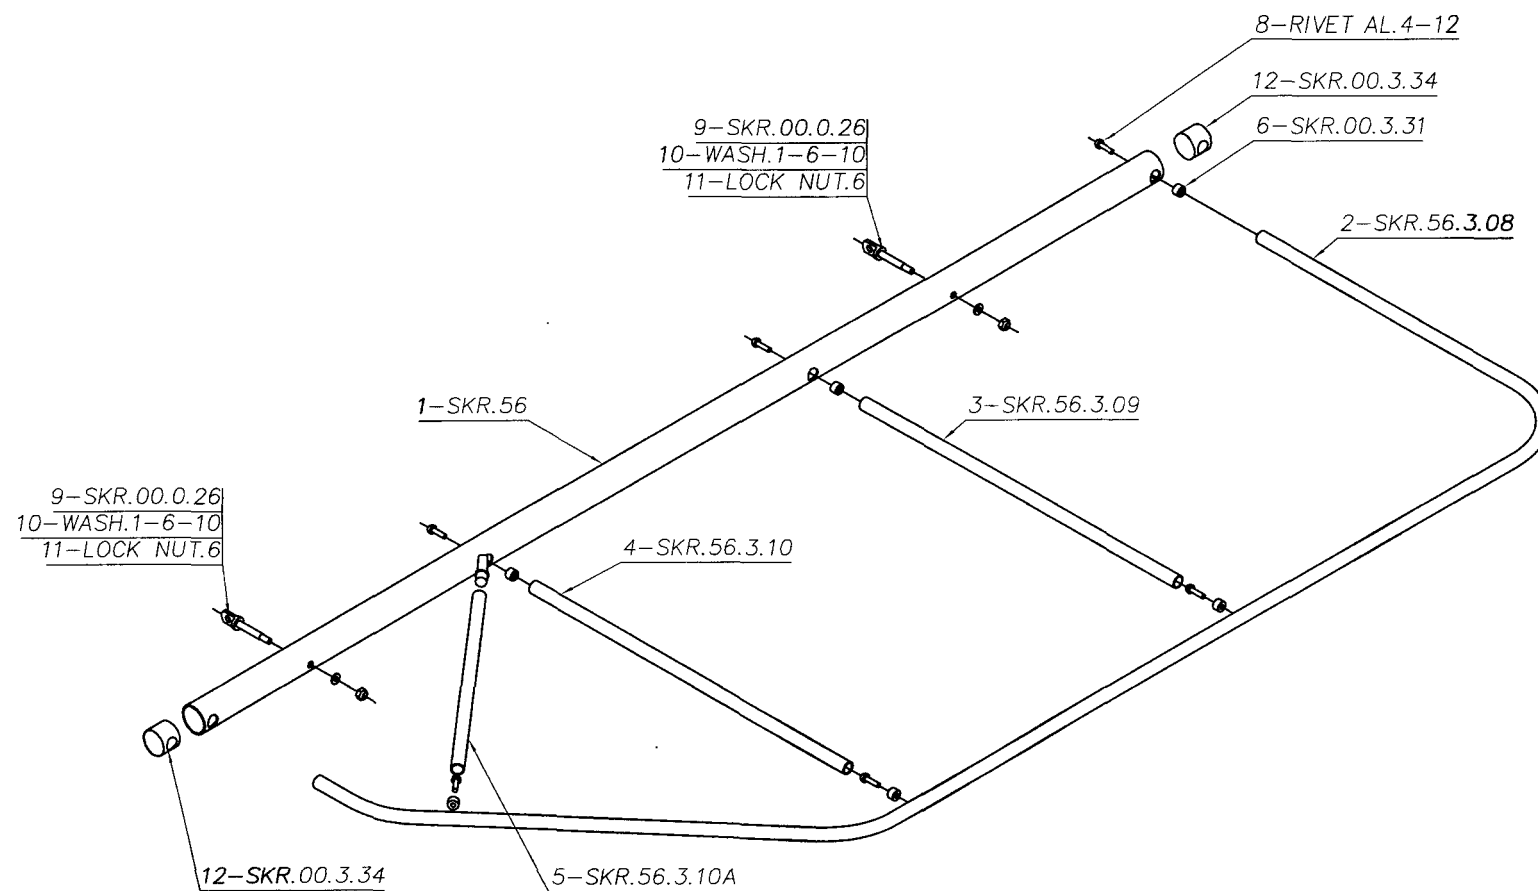 8-RIVET AL.4-12
12-SKR.00.3.34
6-SKR.00.3.31
9-SKR.00.0.26
10-WASH.1-6-10
11-LOCK NUT.6
2-SKR.56.3.08
1-SKR.56
3-SKR.56.3.09
9-SKR.00.0.26
10-WASH.1-6-10
11-LOCK NUT.6
4-SKR.56.3.10
12-SKR.00.3.34
5-SKR.56.3.10A